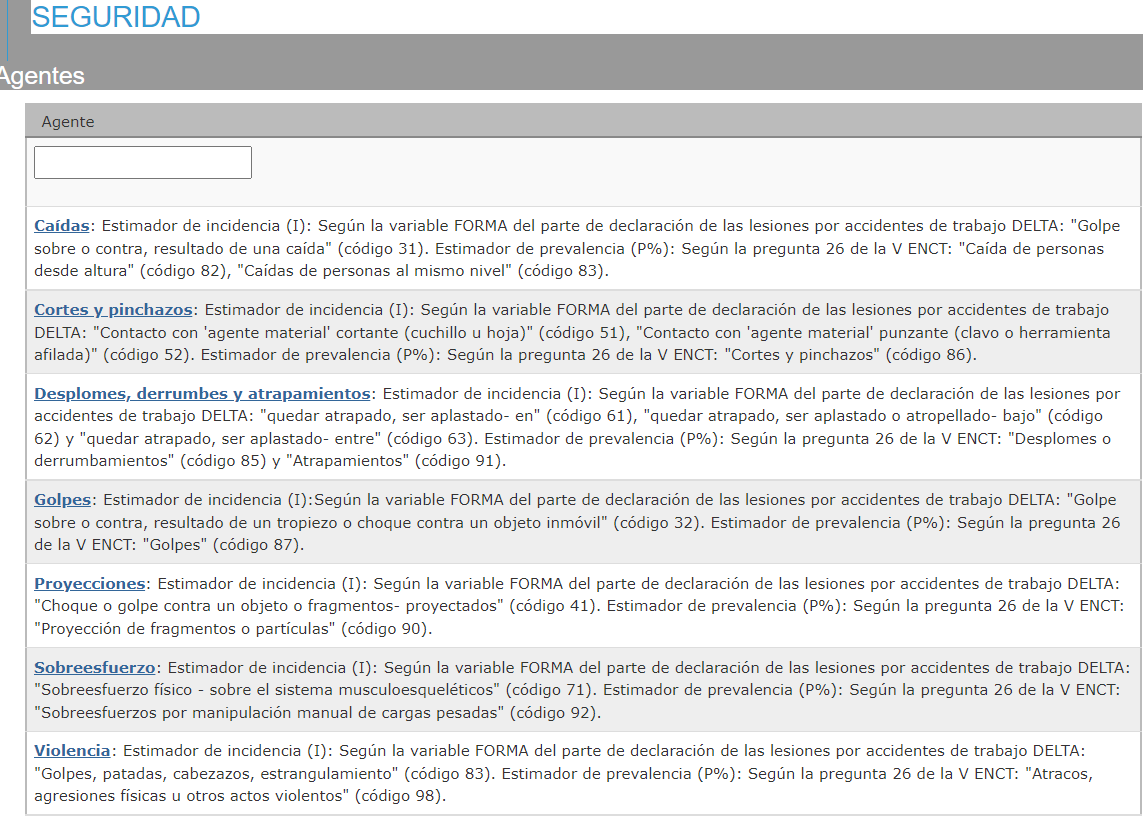 SEGURIDAD
Agentes
Agente
Caídas: Estimador de incidencia (I): Según la variable FORMA del parte de declaración de las lesiones por accidentes de trabajo DELTA: "Golpe
sobre o contra, resultado de una caída" (código 31). Estimador de prevalencia (P%): Según la pregunta 26 de la V ENCT: "Caída de personas
desde altura" (código 82), "Caídas de personas al mismo nivel" (código 83).
Cortes y pinchazos: Estimador de incidencia (I): Según la variable FORMA del parte de declaración de las lesiones por accidentes de trabajo
DELTA: "Contacto con 'agente material' cortante (cuchillo u hoja)" (código 51), "Contacto con 'agente material' punzante (clavo o herramienta
afilada)" (código 52). Estimador de prevalencia (P%): Según la pregunta 26 de la V ENCT: "Cortes y pinchazos" (código 86).
Desplomes, derrumbes y atrapamientos: Estimador de incidencia (I): Según la variable FORMA del parte de declaración de las lesiones por
accidentes de trabajo DELTA: "quedar atrapado, ser aplastado- en" (código 61), "quedar atrapado, ser aplastado o atropellado- bajo" (código
62) y "quedar atrapado, ser aplastado- entre" (código 63). Estimador de prevalencia (P%): Según la pregunta 26 de la V ENCT: "Desplomes o
derrumbamientos" (código 85) y "Atrapamientos" (código 91).
Golpes: Estimador de incidencia (I):Según la variable FORMA del parte de declaración de las lesiones por accidentes de trabajo DELTA: "Golpe
sobre o contra, resultado de un tropiezo o choque contra un objeto inmóvil" (código 32). Estimador de prevalencia (P%): Según la pregunta 26
de la V ENCT: "Golpes" (código 87).
Proyecciones: Estimador de incidencia (I): Según la variable FORMA del parte de declaración de las lesiones por accidentes de trabajo DELTA:
"Choque o golpe contra un objeto o fragmentos- proyectados" (código 41). Estimador de prevalencia (P%): Según la pregunta 26 de la V ENCT:
"Proyección de fragmentos o partículas" (código 90).
Sobreesfuerzo: Estimador de incidencia (I): Según la variable FORMA del parte de declaración de las lesiones por accidentes de trabajo DELTA:
"Sobreesfuerzo físico - sobre el sistema musculoesqueléticos" (código 71). Estimador de prevalencia (P%): Según la pregunta 26 de la V ENCT:
"Sobreesfuerzos por manipulación manual de cargas pesadas" (código 92).
Violencia: Estimador de incidencia (I): Según la variable FORMA del parte de declaración de las lesiones por accidentes de trabajo DELTA:
"Golpes, patadas, cabezazos, estrangulamiento" (código 83). Estimador de prevalencia (P%): Según la pregunta 26 de la V ENCT: "Atracos,
agresiones físicas u otros actos violentos" (código 98).